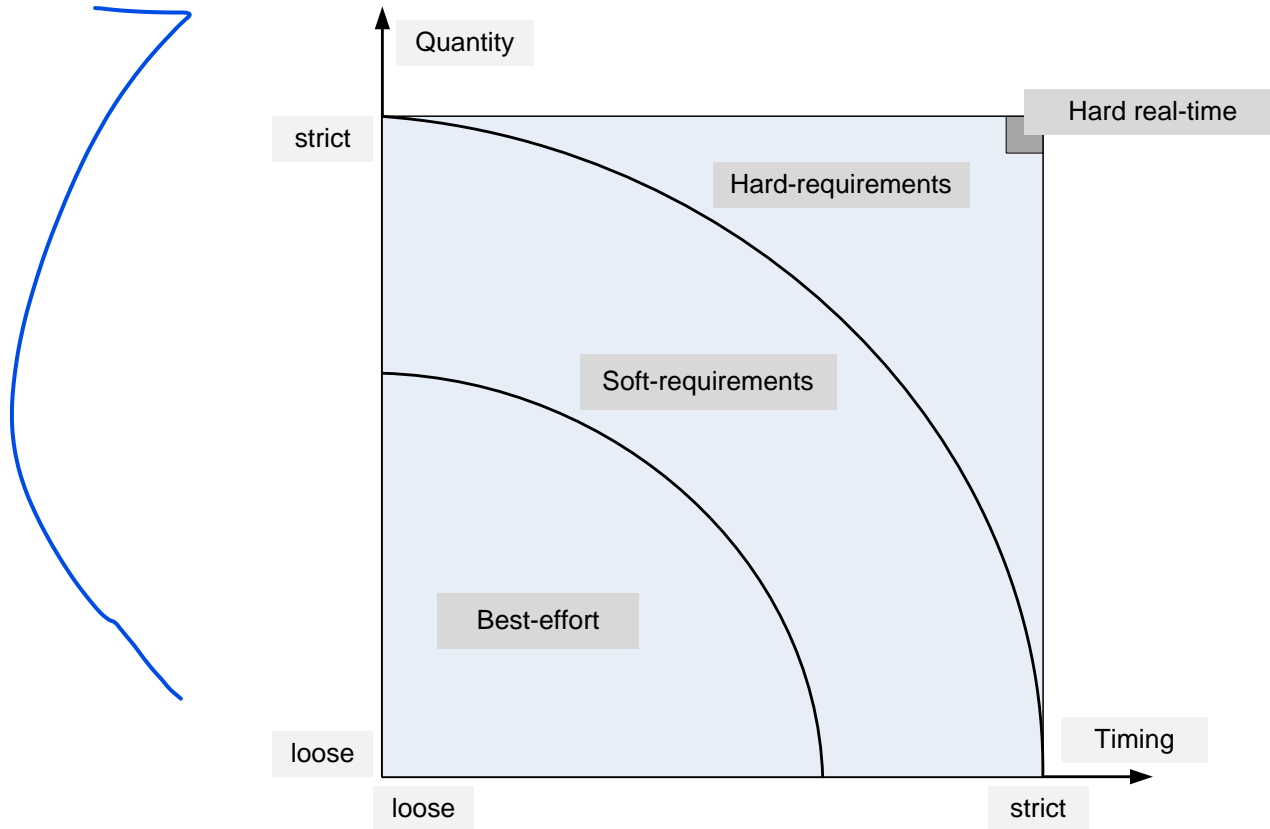 Quantity
Hard real-time
strict
Hard-requirements
Soft-requirements
Best-effort
Timing
loose
loose
strict